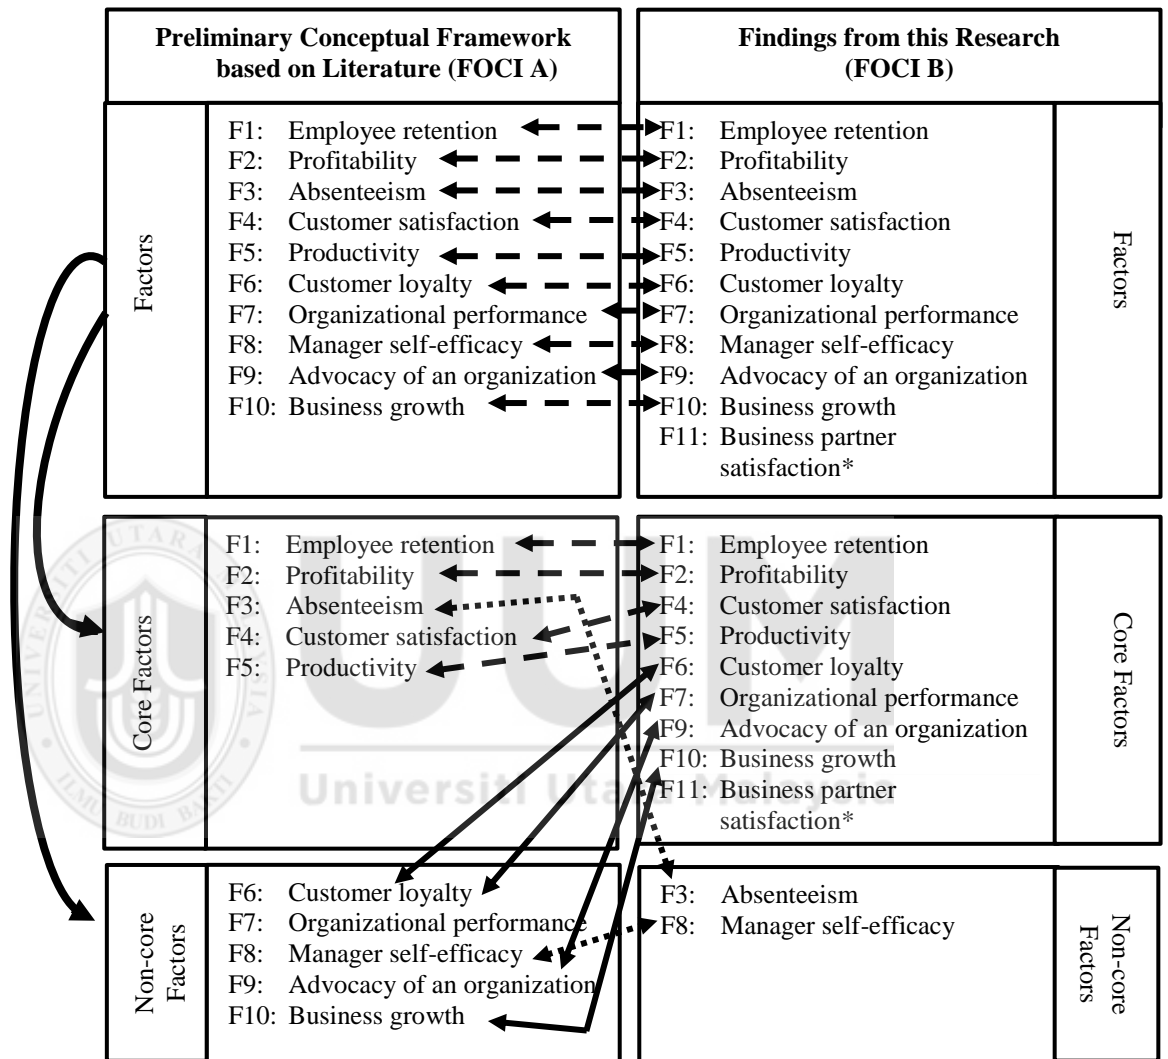 Preliminary Conceptual Framework
based on Literature (FOCI A)
Findings from this Research
(FOCI B)
Factors
F1: Employee retention
F2: Profitability
F3: Absenteeism
F4: Customer satisfaction
F5: Productivity
F6: Customer loyalty
F7: Organizational performance
F8: Manager self-efficacy
F9: Advocacy of an organization
F10: Business growth
F1: Employee retention
F2: Profitability
F3: Absenteeism
F4: Customer satisfaction
F5: Productivity
F6: Customer loyalty
F7: Organizational performance
F8: Manager self-efficacy
F9: Advocacy of an organization
F10: Business growth
F11: Business partner
satisfaction*
Factors
Core Factors
F1: Employee retention
F2: Profitability
F3: Absenteeism
F4: Customer satisfaction
F5: Productivity
F1: Employee retention
F2: Profitability
F4: Customer satisfaction
F5: Productivity
F6: Customer loyalty
F7: Organizational performance
F9: Advocacy of an organization
F10: Business growth
F11: Business partner
satisfaction*
Core Factors
UNIVERSITI UTARA MALAYSIA
ILMU BUDI BAKTI
UUM
Universiti Utara Malaysia
Non-core
Factors
F6: Customer loyalty
F7: Organizational performance
F8: Manager self-efficacy
F9: Advocacy of an organization
F10: Business growth
F3: Absenteeism
F8: Manager self-efficacy
Non-core
Factors